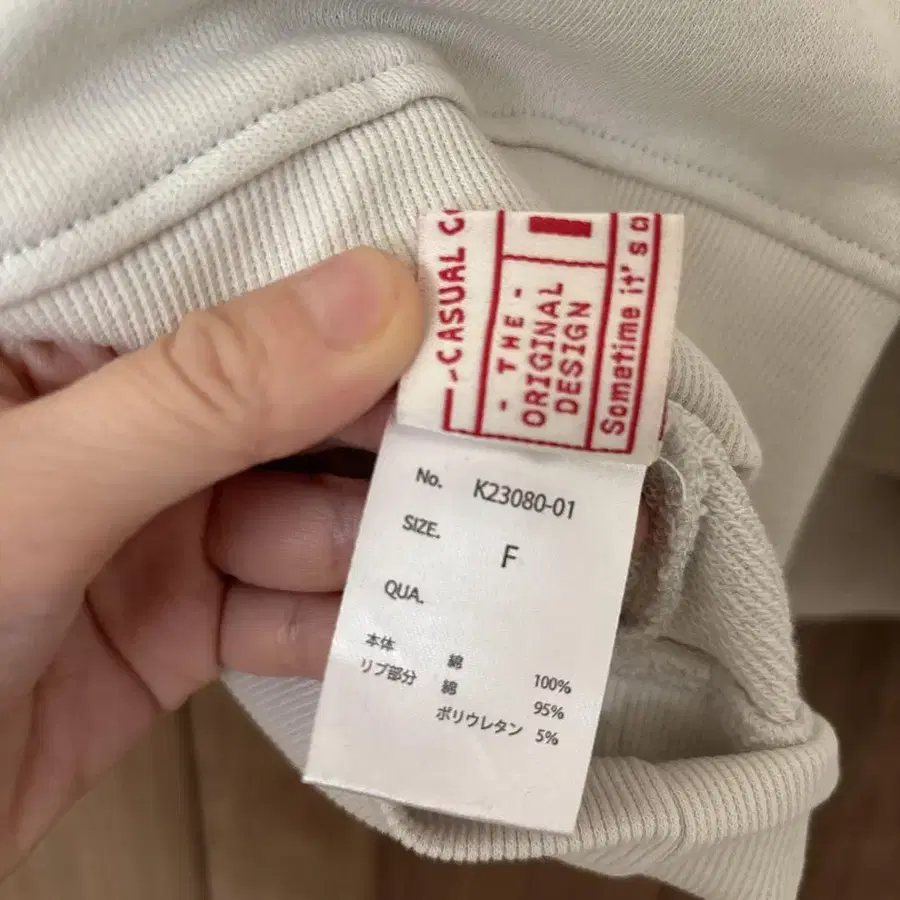 -CASUAL
- THE -
ORIGINAL
DESIGN
Sometime it's a
No. K23080-01
SIZE. F
QUA.
本体 綿 100%
リブ部分 綿 95%
ポリウレタン 5%